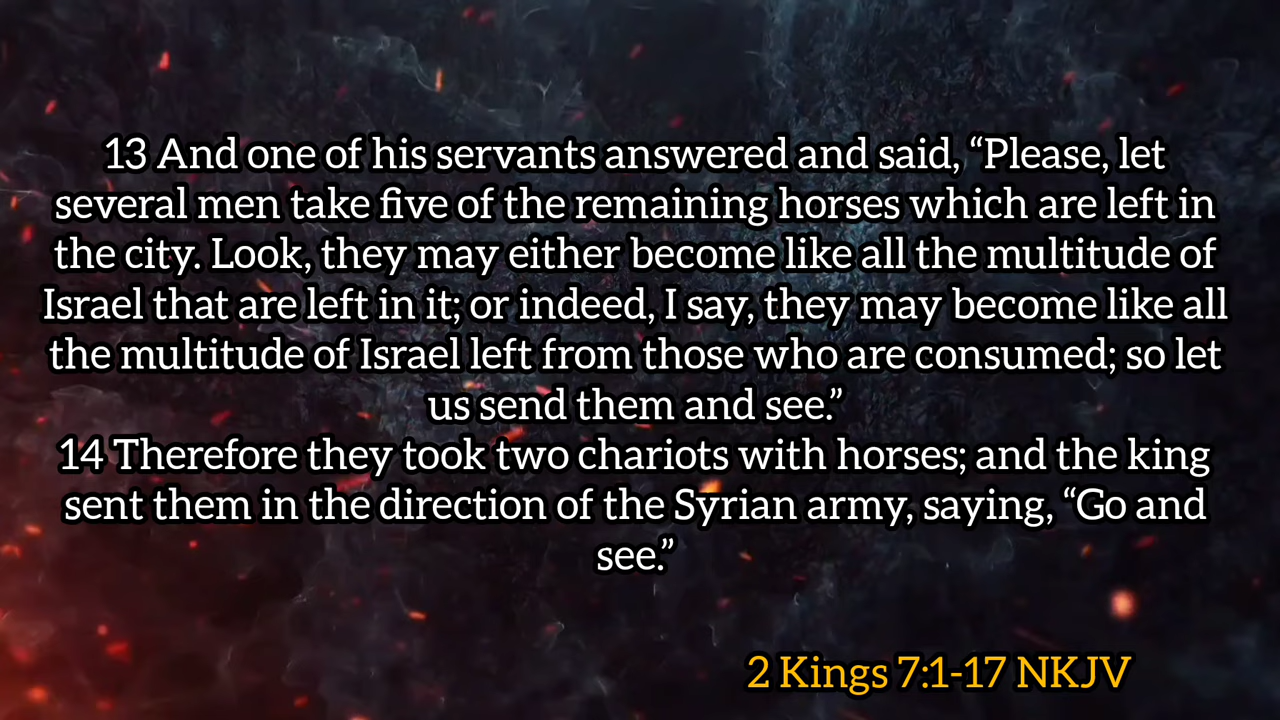 13 And one of his servants answered and said, “Please, let
several men take five of the remaining horses which are left in
the city. Look, they may either become like all the multitude of
Israel that are left in it; or indeed, I say, they may become like all
the multitude of Israel left from those who are consumed; so let
us send them and see.”
14 Therefore they took two chariots with horses; and the king
sent them in the direction of the Syrian army, saying, “Go and
see.”
2 Kings 7:1-17 NKJV